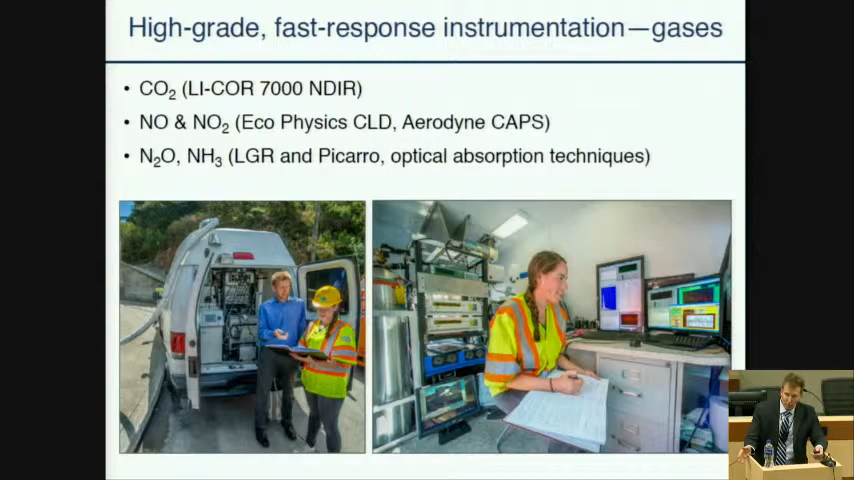 High-grade, fast-response instrumentation—gases
• CO₂ (LI-COR 7000 NDIR)
• NO & NO₂ (Eco Physics CLD, Aerodyne CAPS)
• N₂O, NH₃ (LGR and Picarro, optical absorption techniques)